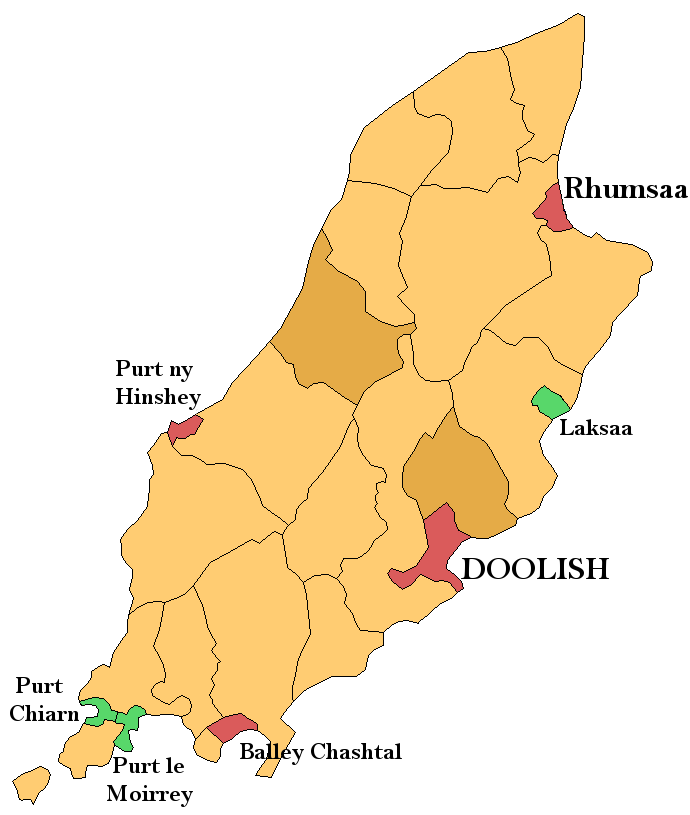 Rhumsaa
Purt ny
Hinshey
Laksaa
DOOLISH
Purt
Chiarn
Balley Chashtal
Purt le
Moirrey